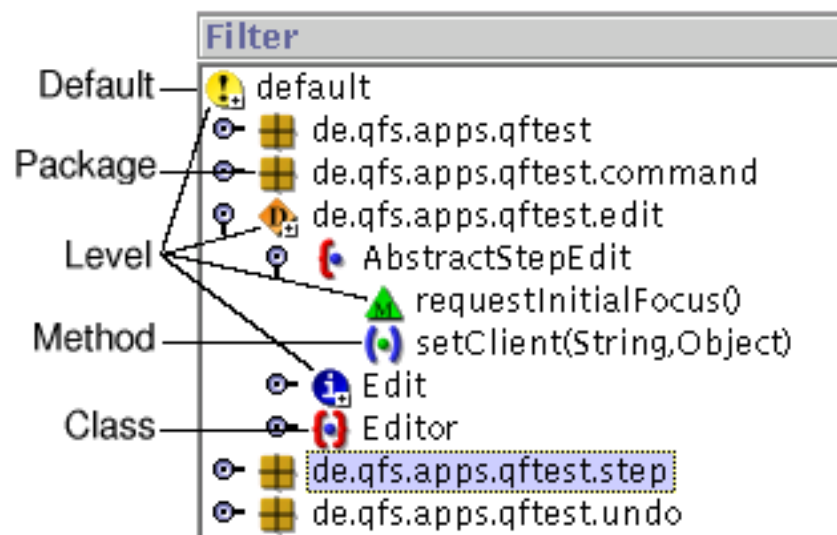 Filter
Default default
de.qfs.apps.qftest
Package de.qfs.apps.qftest.command
D de.qfs.apps.qftest.edit
Level AbstractStepEdit
M requestInitialFocus()
Method setClient(String,Object)
i Edit
Class Editor
de.qfs.apps.qftest.step
de.qfs.apps.qftest.undo